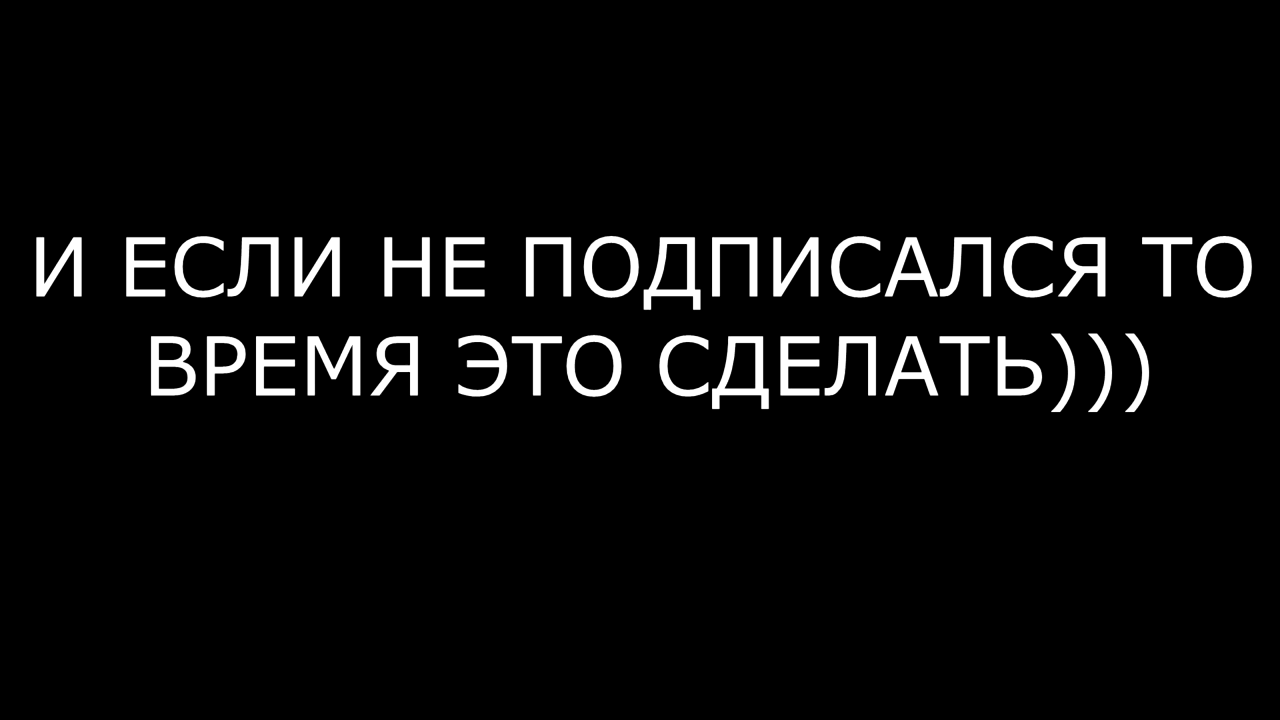 И ЕСЛИ НЕ ПОДПИСАЛСЯ ТО
ВРЕМЯ ЭТО СДЕЛАТЬ)))